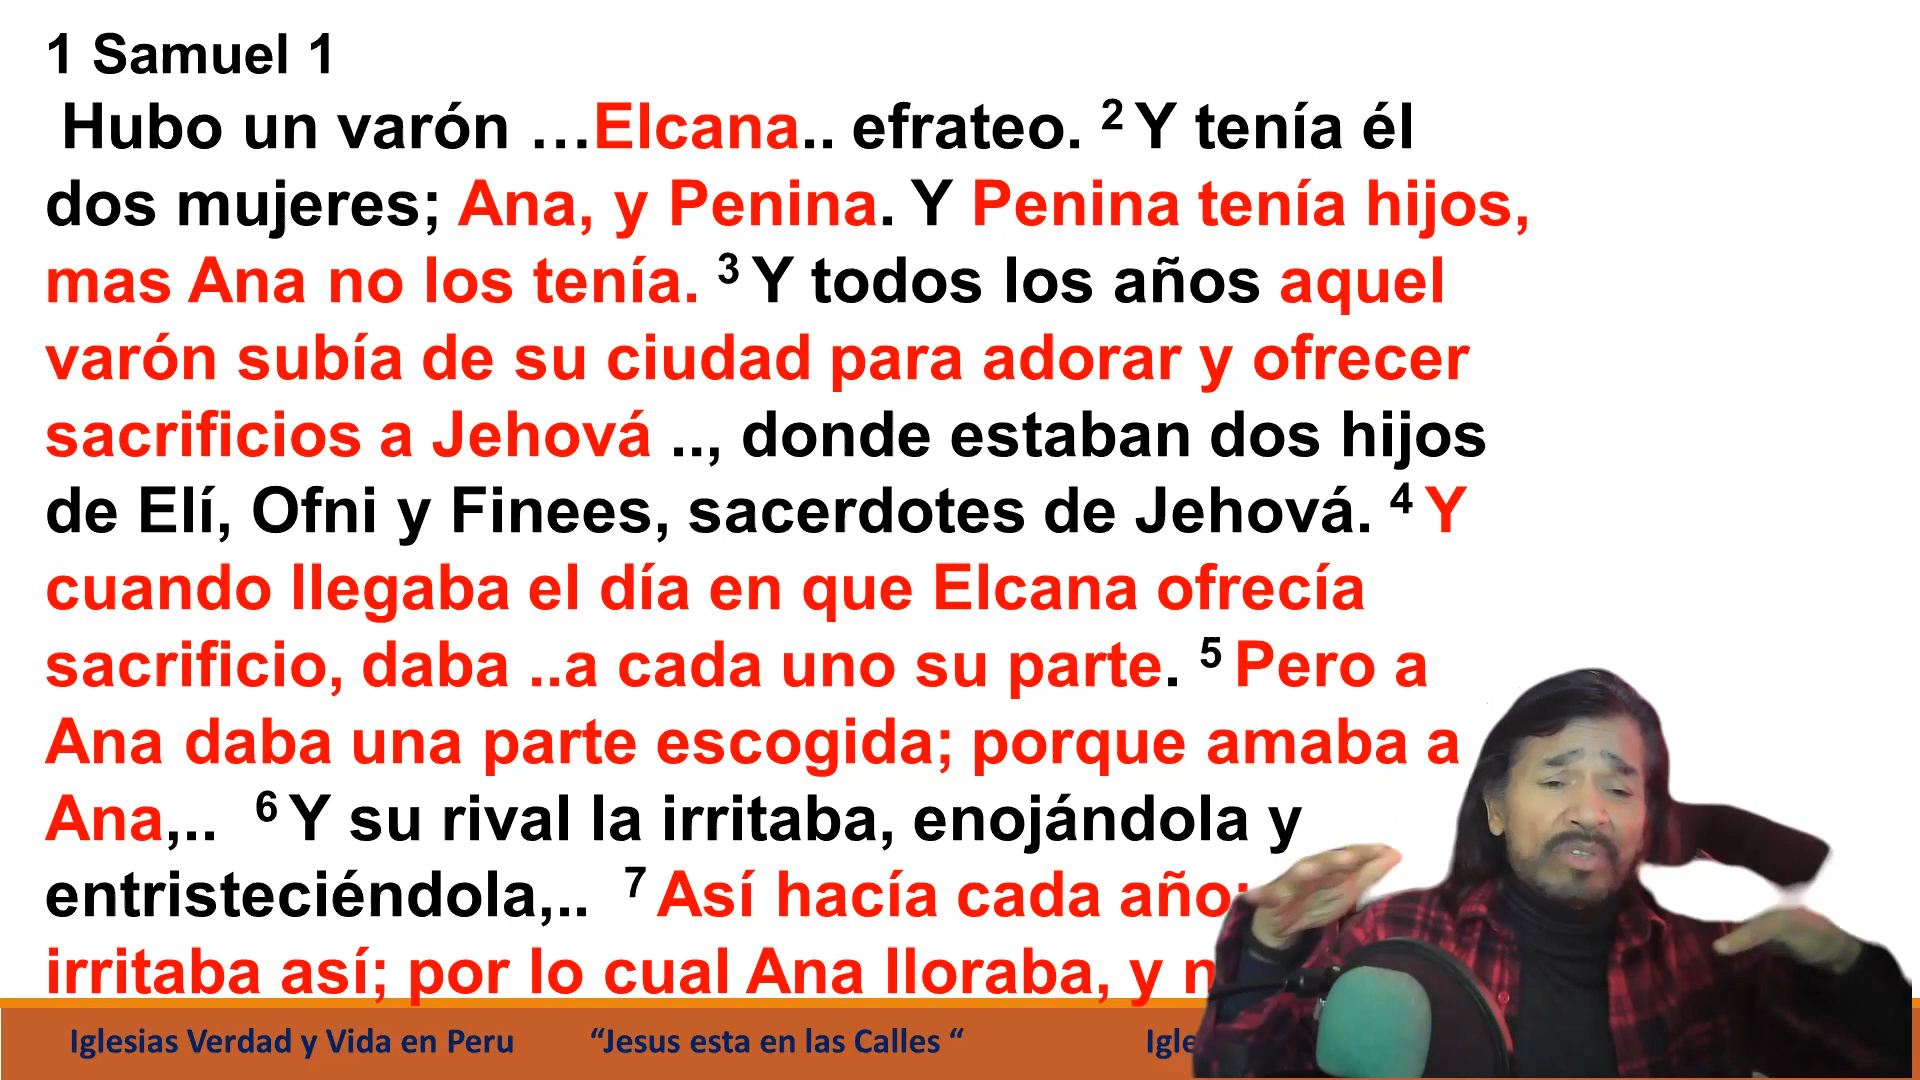 1 Samuel 1
Hubo un varón …Elcana.. efrateo. 2 Y tenía él
dos mujeres; Ana, y Penina. Y Penina tenía hijos,
mas Ana no los tenía. 3 Y todos los años aquel
varón subía de su ciudad para adorar y ofrecer
sacrificios a Jehová .., donde estaban dos hijos
de Elí, Ofni y Finees, sacerdotes de Jehová. 4 Y
cuando llegaba el día en que Elcana ofrecía
sacrificio, daba ..a cada uno su parte. 5 Pero a
Ana daba una parte escogida; porque amaba a
Ana,.. 6 Y su rival la irritaba, enojándola y
entristeciéndola,.. 7 Así hacía cada año;
irritaba así; por lo cual Ana lloraba, y
Iglesias Verdad y Vida en Peru “Jesus esta en las Calles “